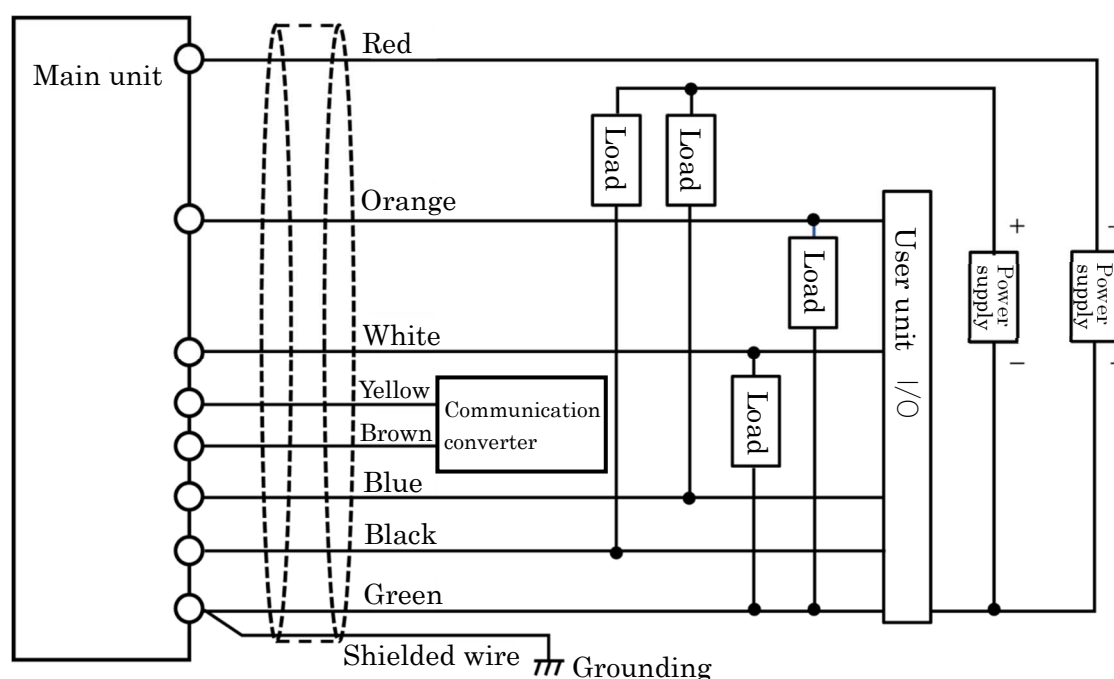 Red
Main unit
Load
Load
Orange
+
+
Load
User unit I/O
Power
supply
Power
supply
White
−
−
Yellow
Communication
converter
Brown
Load
Blue
Black
Green
Shielded wire
Grounding